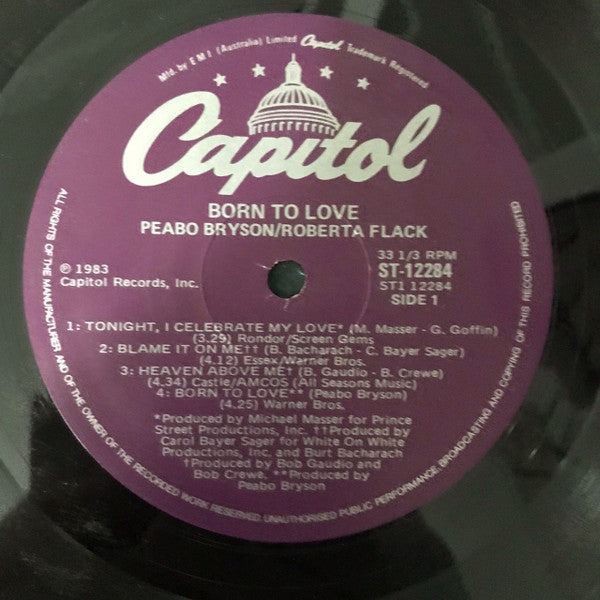 Mfd. by E M I (Australia) Limited Capitol Trademark Registered
Capitol
BORN TO LOVE
PEABO BRYSON/ROBERTA FLACK
℗ 1983
Capitol Records, Inc.
33 1/3 RPM
ST-12284
ST1 12284
SIDE 1
1: TONIGHT, I CELEBRATE MY LOVE* (M. Masser - G. Goffin)
(3.29) Rondor/Screen Gems
2: BLAME IT ON ME†† (B. Bacharach - C. Bayer Sager)
(4.12) Essex/Warner Bros.
3: HEAVEN ABOVE ME† (B. Gaudio - B. Crewe)
(4.34) Castle/AMCOS (All Seasons Music)
4: BORN TO LOVE** (Peabo Bryson)
(4.25) Warner Bros.
*Produced by Michael Masser for Prince
Street Productions, Inc. ††Produced by
Carol Bayer Sager for White On White
Productions, Inc and Burt Bacharach
†Produced by Bob Gaudio and
Bob Crewe. **Produced by
Peabo Bryson
ALL RIGHTS OF THE MANUFACTURER AND OF THE OWNER OF THE RECORDED WORK RESERVED. UNAUTHORISED PUBLIC PERFORMANCE, BROADCASTING AND COPYING OF THIS RECORD PROHIBITED